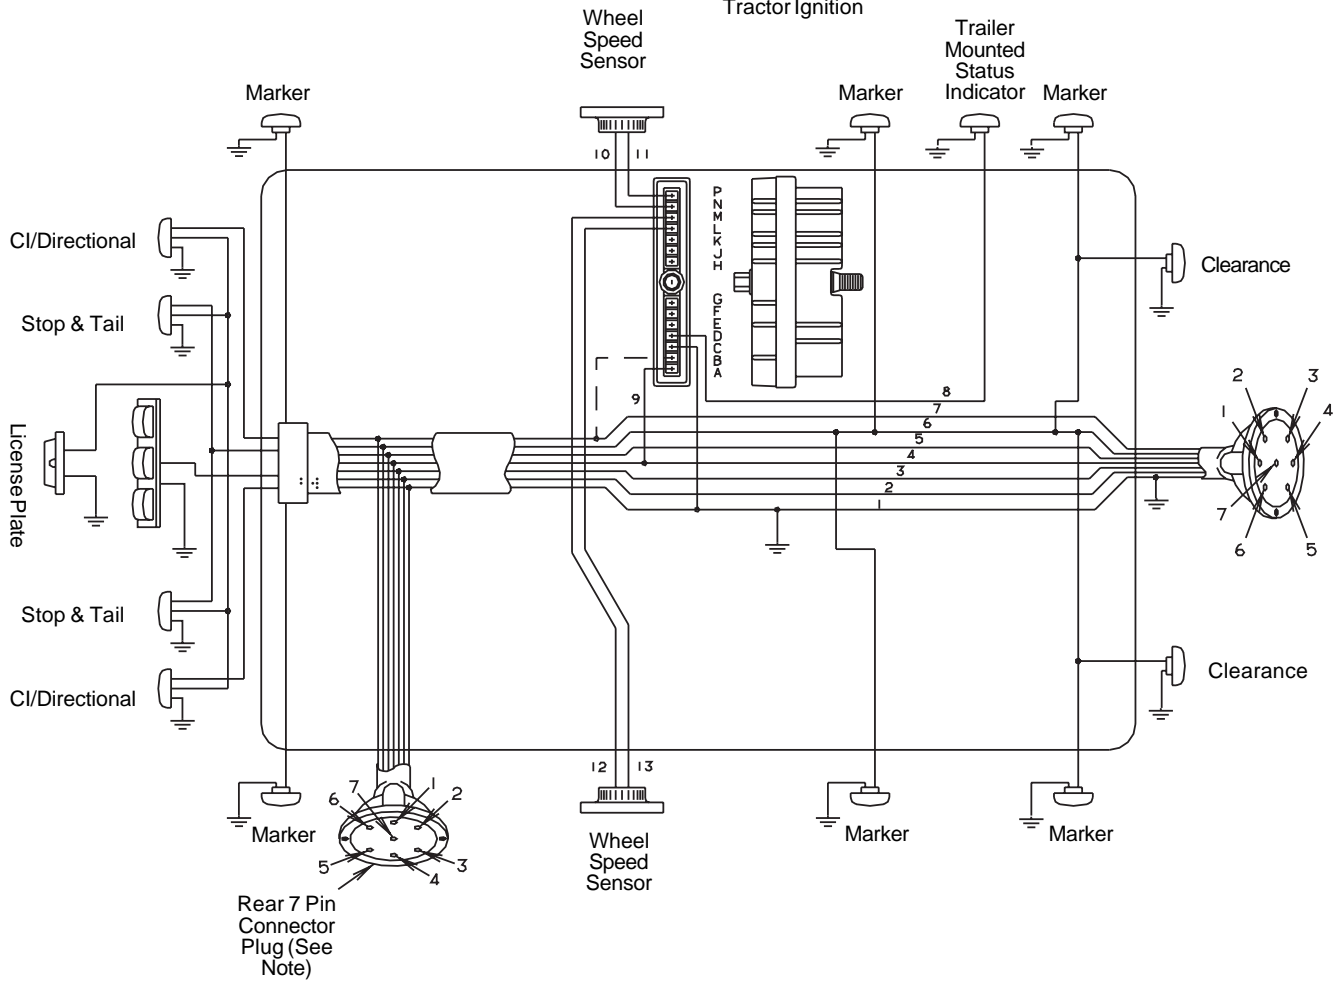 Tractor Ignition
Wheel
Speed
Sensor
Trailer
Mounted
Status
Indicator
Marker
Marker
Marker
10
11
P
N
M
L
K
J
H
G
F
E
D
C
B
A
CI/Directional
Stop & Tail
License Plate
Stop & Tail
CI/Directional
Clearance
9
8
7
6
5
4
3
2
1
2
3
1
4
7
6
5
Clearance
12
13
Marker
7
1
6
2
5
3
4
Rear 7 Pin
Connector
Plug (See
Note)
Wheel
Speed
Sensor
Marker
Marker